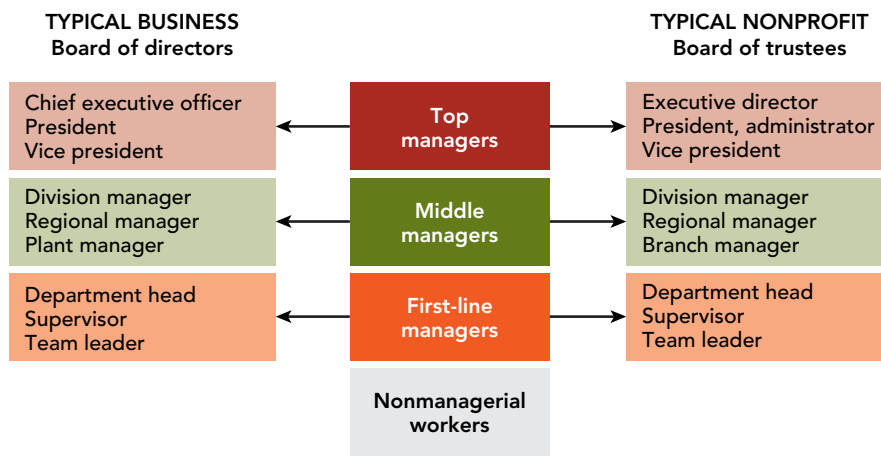 TYPICAL BUSINESS
Board of directors
TYPICAL NONPROFIT
Board of trustees
Chief executive officer
President
Vice president
Top
managers
Executive director
President, administrator
Vice president
Division manager
Regional manager
Plant manager
Middle
managers
Division manager
Regional manager
Branch manager
Department head
Supervisor
Team leader
First-line
managers
Department head
Supervisor
Team leader
Nonmanagerial
workers